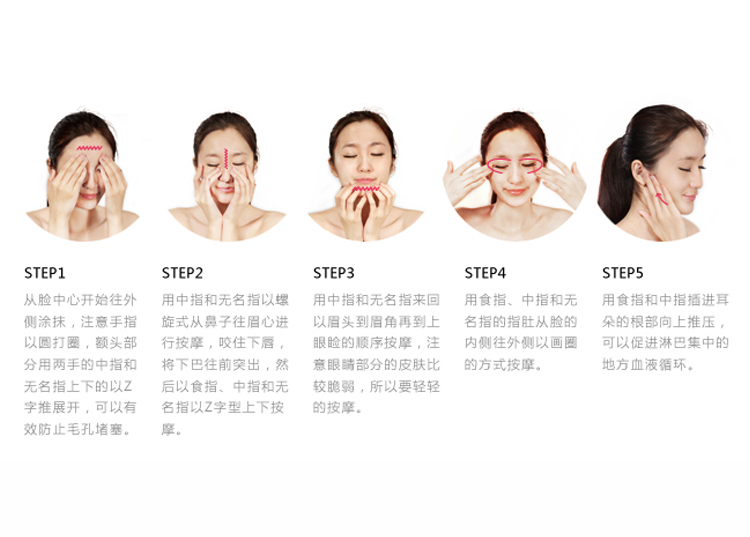 STEP1
从脸中心开始往外
侧涂抹，注意手指
以圆打圈，额头部
分用两手的中指和
无名指上下的以Z
字推展开，可以有
效防止毛孔堵塞。
STEP2
用中指和无名指以螺
旋式从鼻子往眉心进
行按摩，咬住下唇，
将下巴往前突出，然
后以食指、中指和无
名指以Z字型上下按
摩。
STEP3
用中指和无名指来回
以眉头到眉角再到上
眼睑的顺序按摩，注
意眼睛部分的皮肤比
较脆弱，所以要轻轻
的按摩。
STEP4
用食指、中指和无
名指的指肚从脸的
内侧往外侧以画圈
的方式按摩。
STEP5
用食指和中指插进耳
朵的根部向上推压，
可以促进淋巴集中的
地方血液循环。